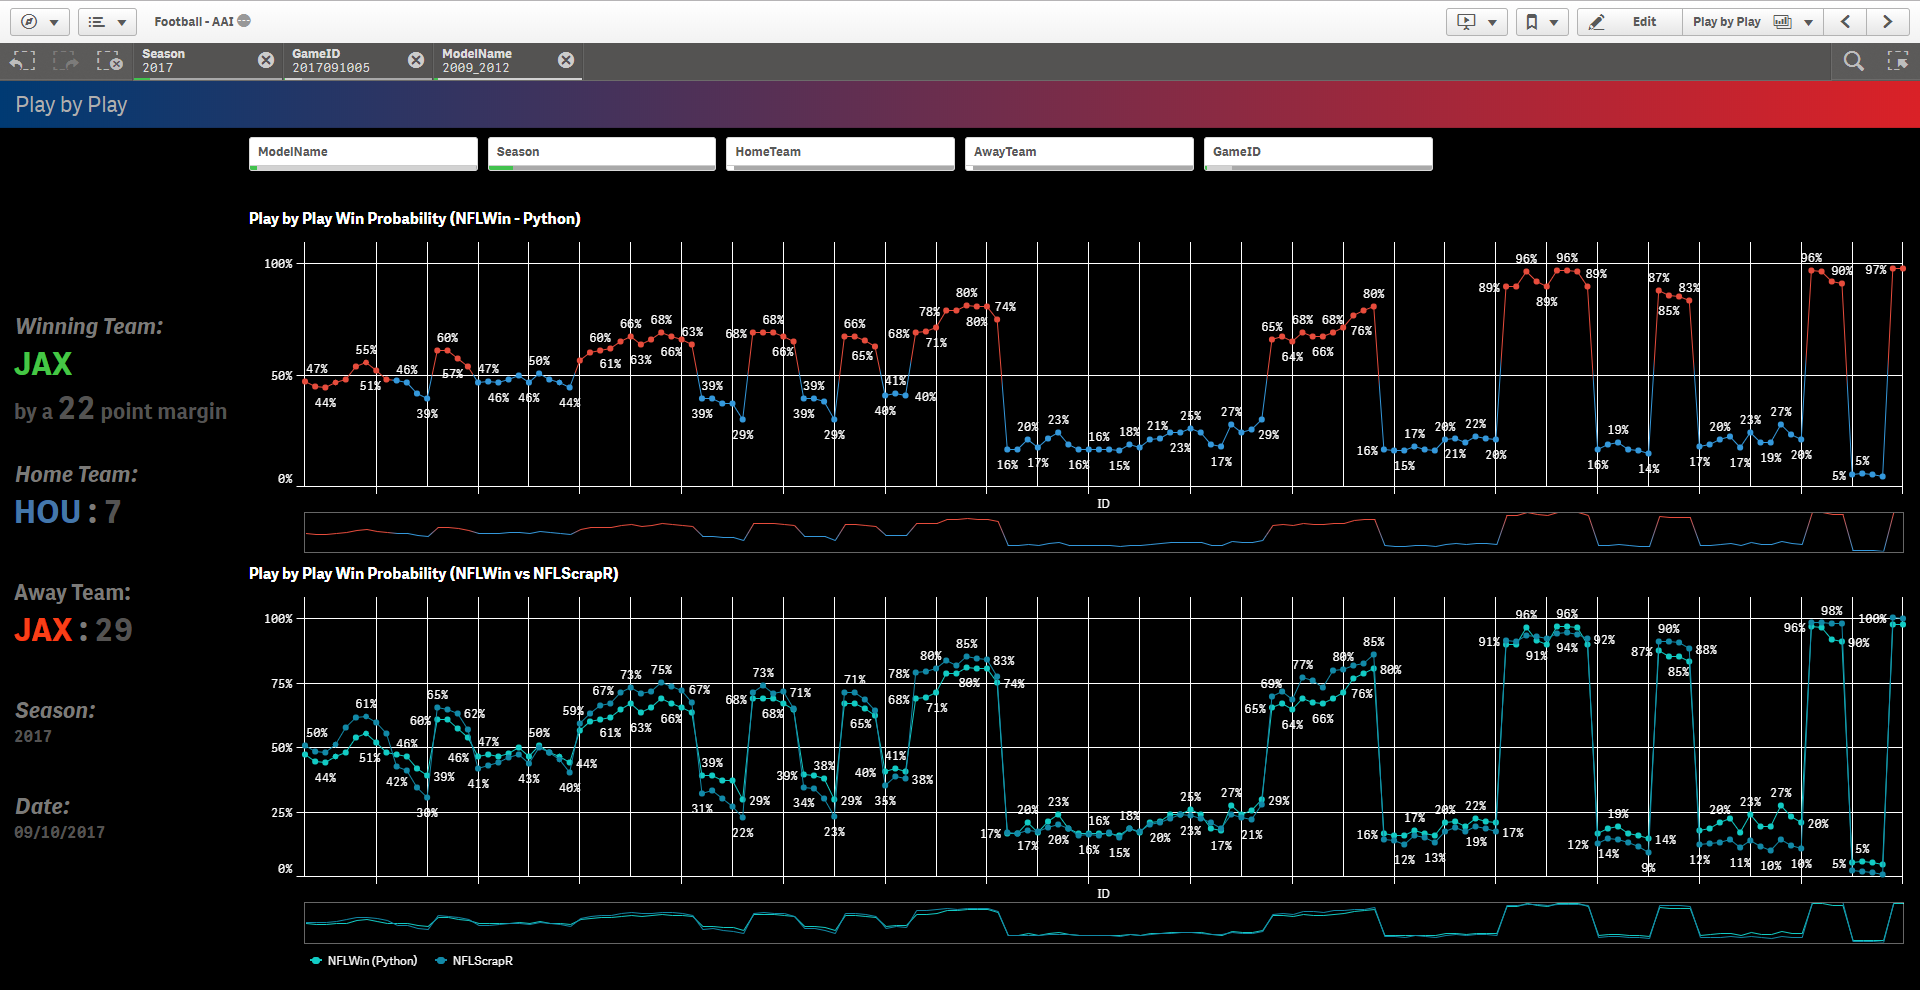 Football - AAI
Edit
Play by Play
Season
2017
GameID
2017091005
ModelName
2009_2012
Play by Play
ModelName
Season
HomeTeam
AwayTeam
GameID
Winning Team:
JAX
by a 22 point margin
Home Team:
HOU : 7
Away Team:
JAX : 29
Season:
2017
Date:
09/10/2017
Play by Play Win Probability (NFLWin - Python)
100%
50%
0%
47% 44% 55% 51% 46% 39% 60% 57% 47% 46% 46% 50% 44% 60% 61% 66% 63% 68% 66% 63% 39% 39% 68% 29% 68% 66% 39% 39% 29% 66% 65% 40% 41% 68% 40% 78% 71% 80% 80% 74% 16% 20% 17% 23% 16% 16% 15% 18% 21% 23% 25% 17% 27% 29% 65% 64% 68% 66% 68% 76% 80% 16% 15% 17% 20% 21% 22% 20% 89% 96% 89% 96% 89% 16% 19% 14% 87% 85% 83% 17% 20% 17% 23% 19% 27% 20% 96% 90% 5% 5% 97%
ID
Play by Play Win Probability (NFLWin vs NFLScrapR)
100%
75%
50%
25%
0%
50% 44% 61% 51% 42% 46% 60% 30% 65% 39% 46% 62% 41% 47% 43% 50% 40% 59% 44% 67% 61% 73% 63% 75% 66% 67% 31% 39% 68% 22% 29% 73% 68% 39% 71% 34% 38% 23% 29% 71% 65% 40% 35% 41% 78% 68% 38% 80% 71% 85% 80% 83% 74% 17% 20% 17% 23% 20% 16% 16% 15% 18% 20% 25% 23% 17% 27% 21% 65% 69% 29% 64% 77% 66% 80% 76% 85% 80% 16% 12% 17% 13% 20% 22% 19% 91% 17% 96% 91% 96% 94% 92% 12% 14% 19% 87% 9% 14% 90% 85% 88% 12% 20% 11% 23% 10% 27% 96% 10% 20% 98% 5% 90% 5% 100%
ID
NFLWin (Python)
NFLScrapR